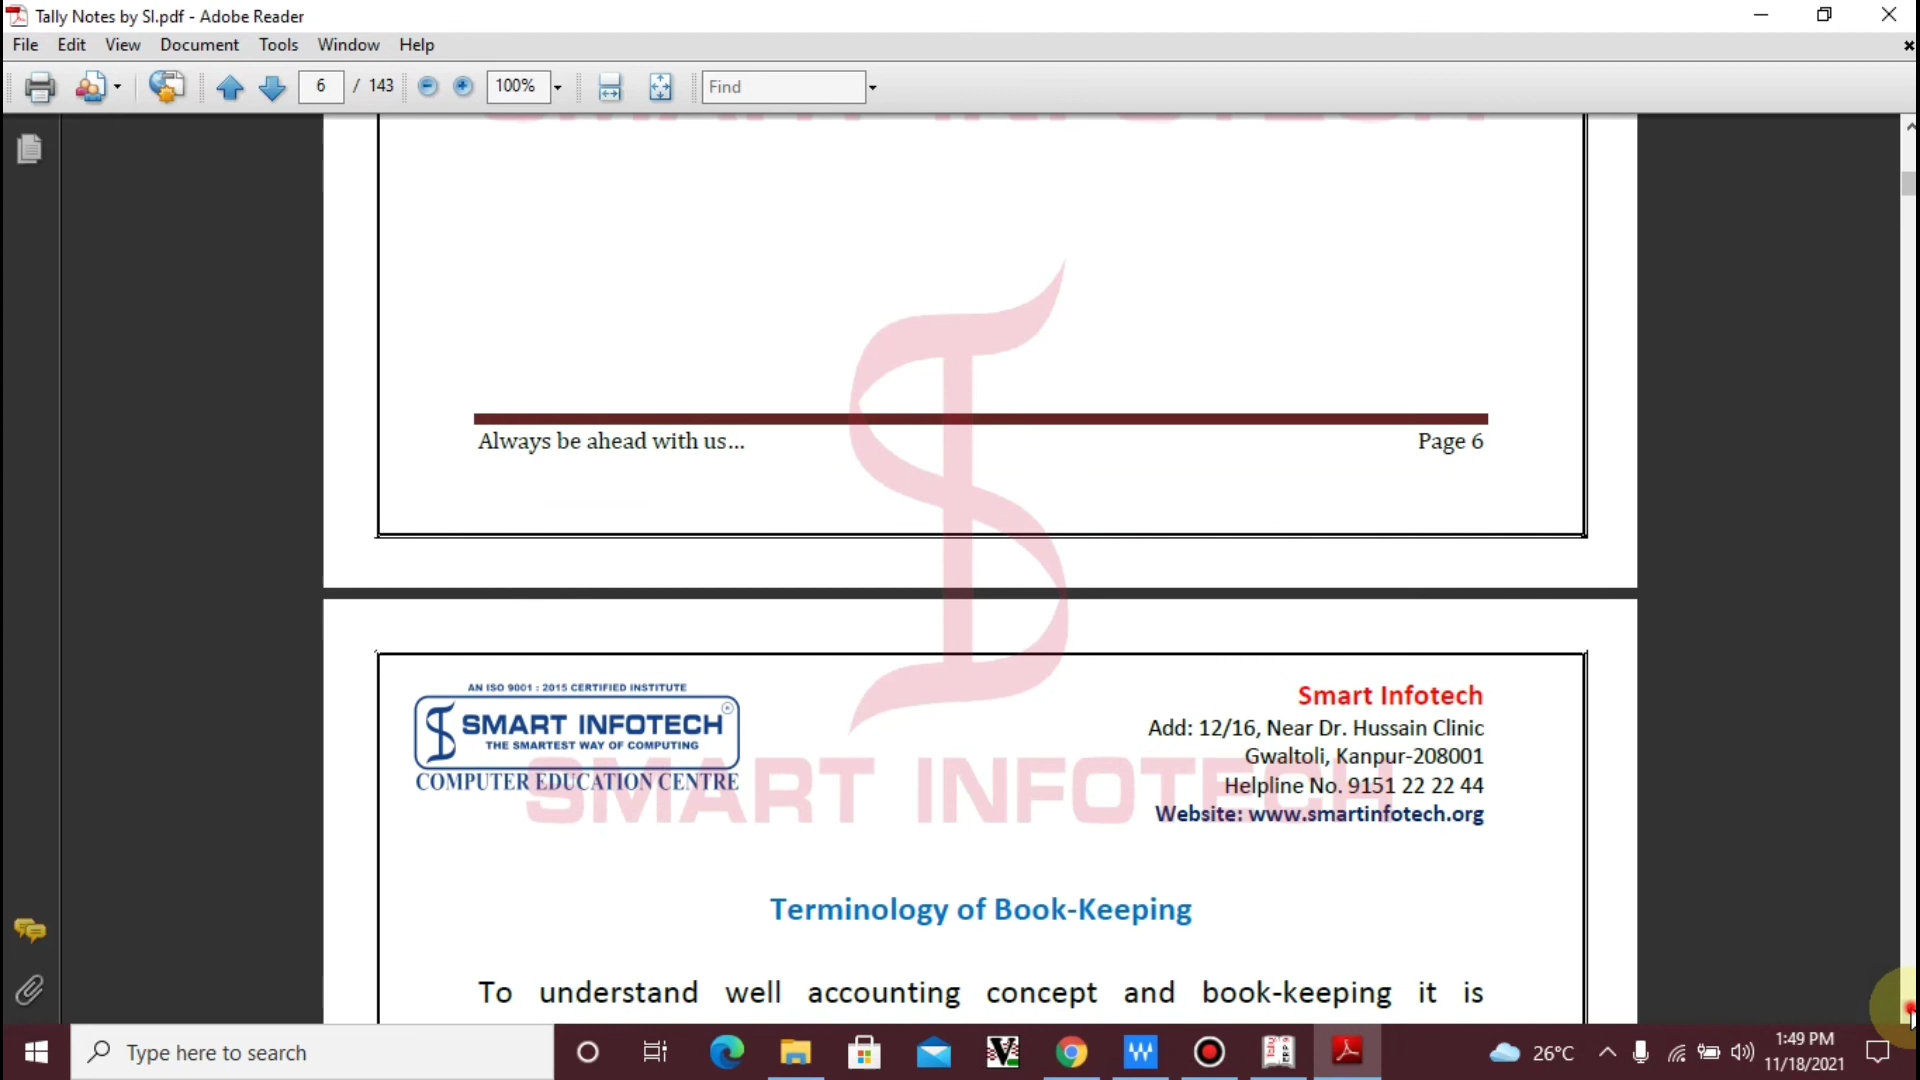 Tally Notes by SI.pdf - Adobe Reader
File Edit View Document Tools Window Help
6 / 143 100% Find
Always be ahead with us... Page 6
AN ISO 9001 : 2015 CERTIFIED INSTITUTE
SMART INFOTECH ®
THE SMARTEST WAY OF COMPUTING
COMPUTER EDUCATION CENTRE
Smart Infotech
Add: 12/16, Near Dr. Hussain Clinic
Gwaltoli, Kanpur-208001
Helpline No. 9151 22 22 44
Website: www.smartinfotech.org
SMART INFOTECH
Terminology of Book-Keeping
To understand well accounting concept and book-keeping it is
Type here to search
26°C
1:49 PM
11/18/2021